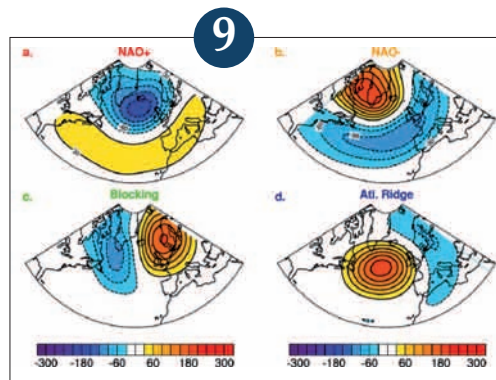 9
a. NAO+
b. NAO-
c. Blocking
d. Atl. Ridge
-300 -180 -60 60 180 300
-300 -180 -60 60 180 300